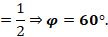 = 1/2 ⇒ φ = 60°.